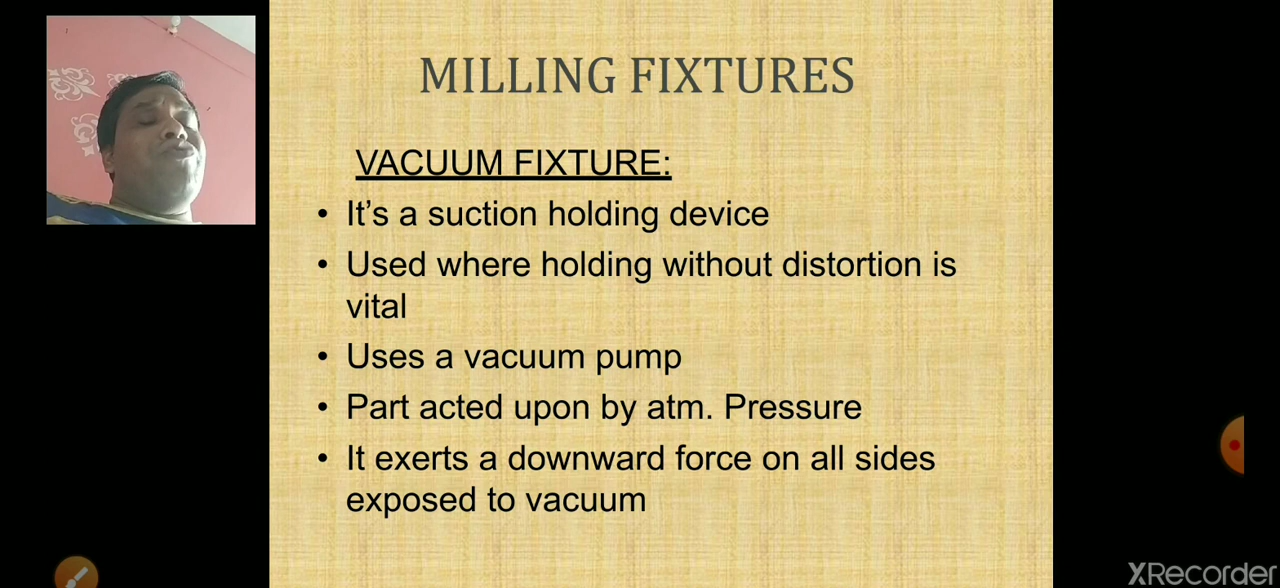 MILLING FIXTURES
VACUUM FIXTURE:
• It’s a suction holding device
• Used where holding without distortion is
vital
• Uses a vacuum pump
• Part acted upon by atm. Pressure
• It exerts a downward force on all sides
exposed to vacuum
XRecorder